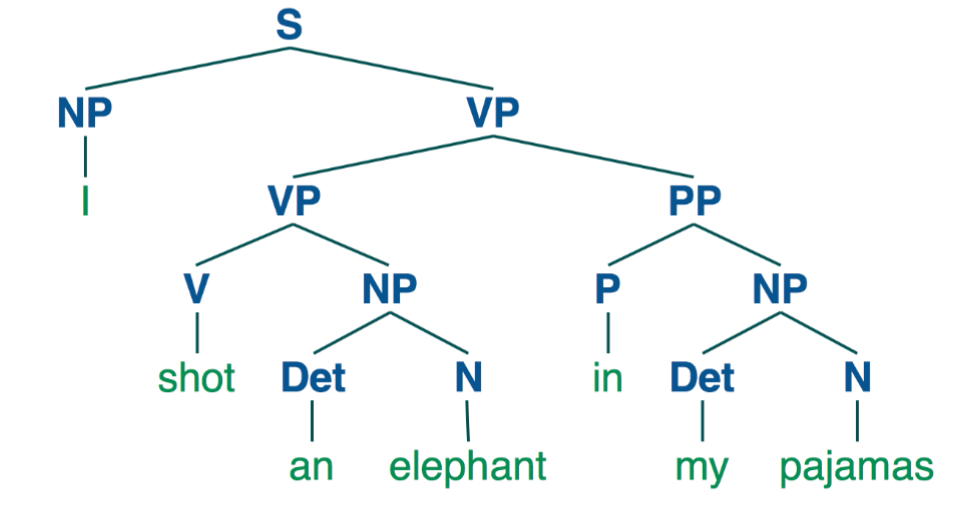 S
NP VP
I VP PP
V NP P NP
shot Det N in Det N
an elephant my pajamas